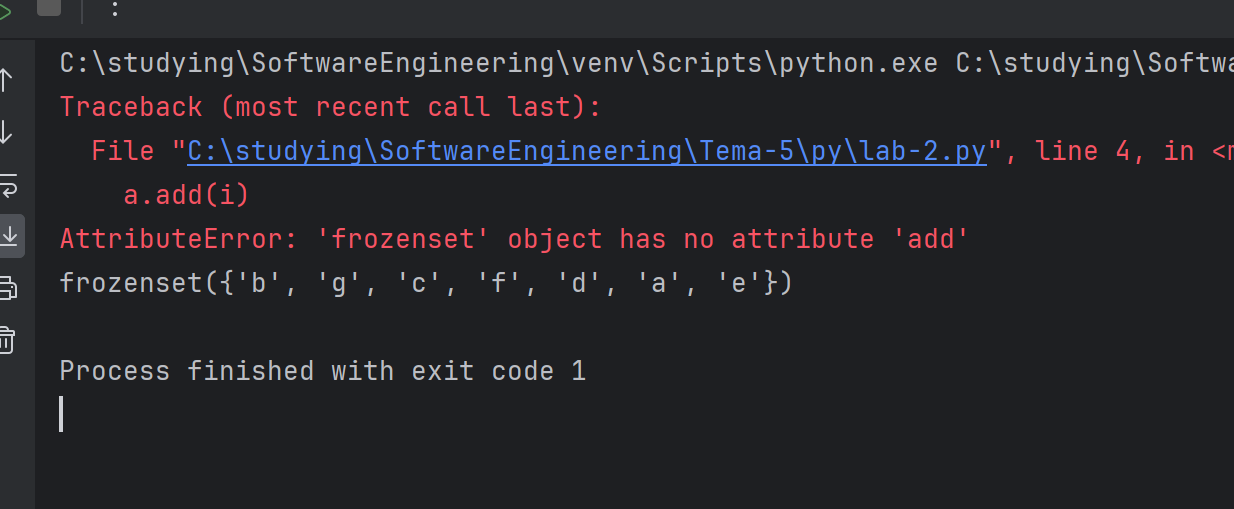 C:\studying\SoftwareEngineering\venv\Scripts\python.exe C:\studying\Softwa
Traceback (most recent call last):
File "C:\studying\SoftwareEngineering\Tema-5\py\lab-2.py", line 4, in <m
a.add(i)
AttributeError: 'frozenset' object has no attribute 'add'
frozenset({'b', 'g', 'c', 'f', 'd', 'a', 'e'})
Process finished with exit code 1